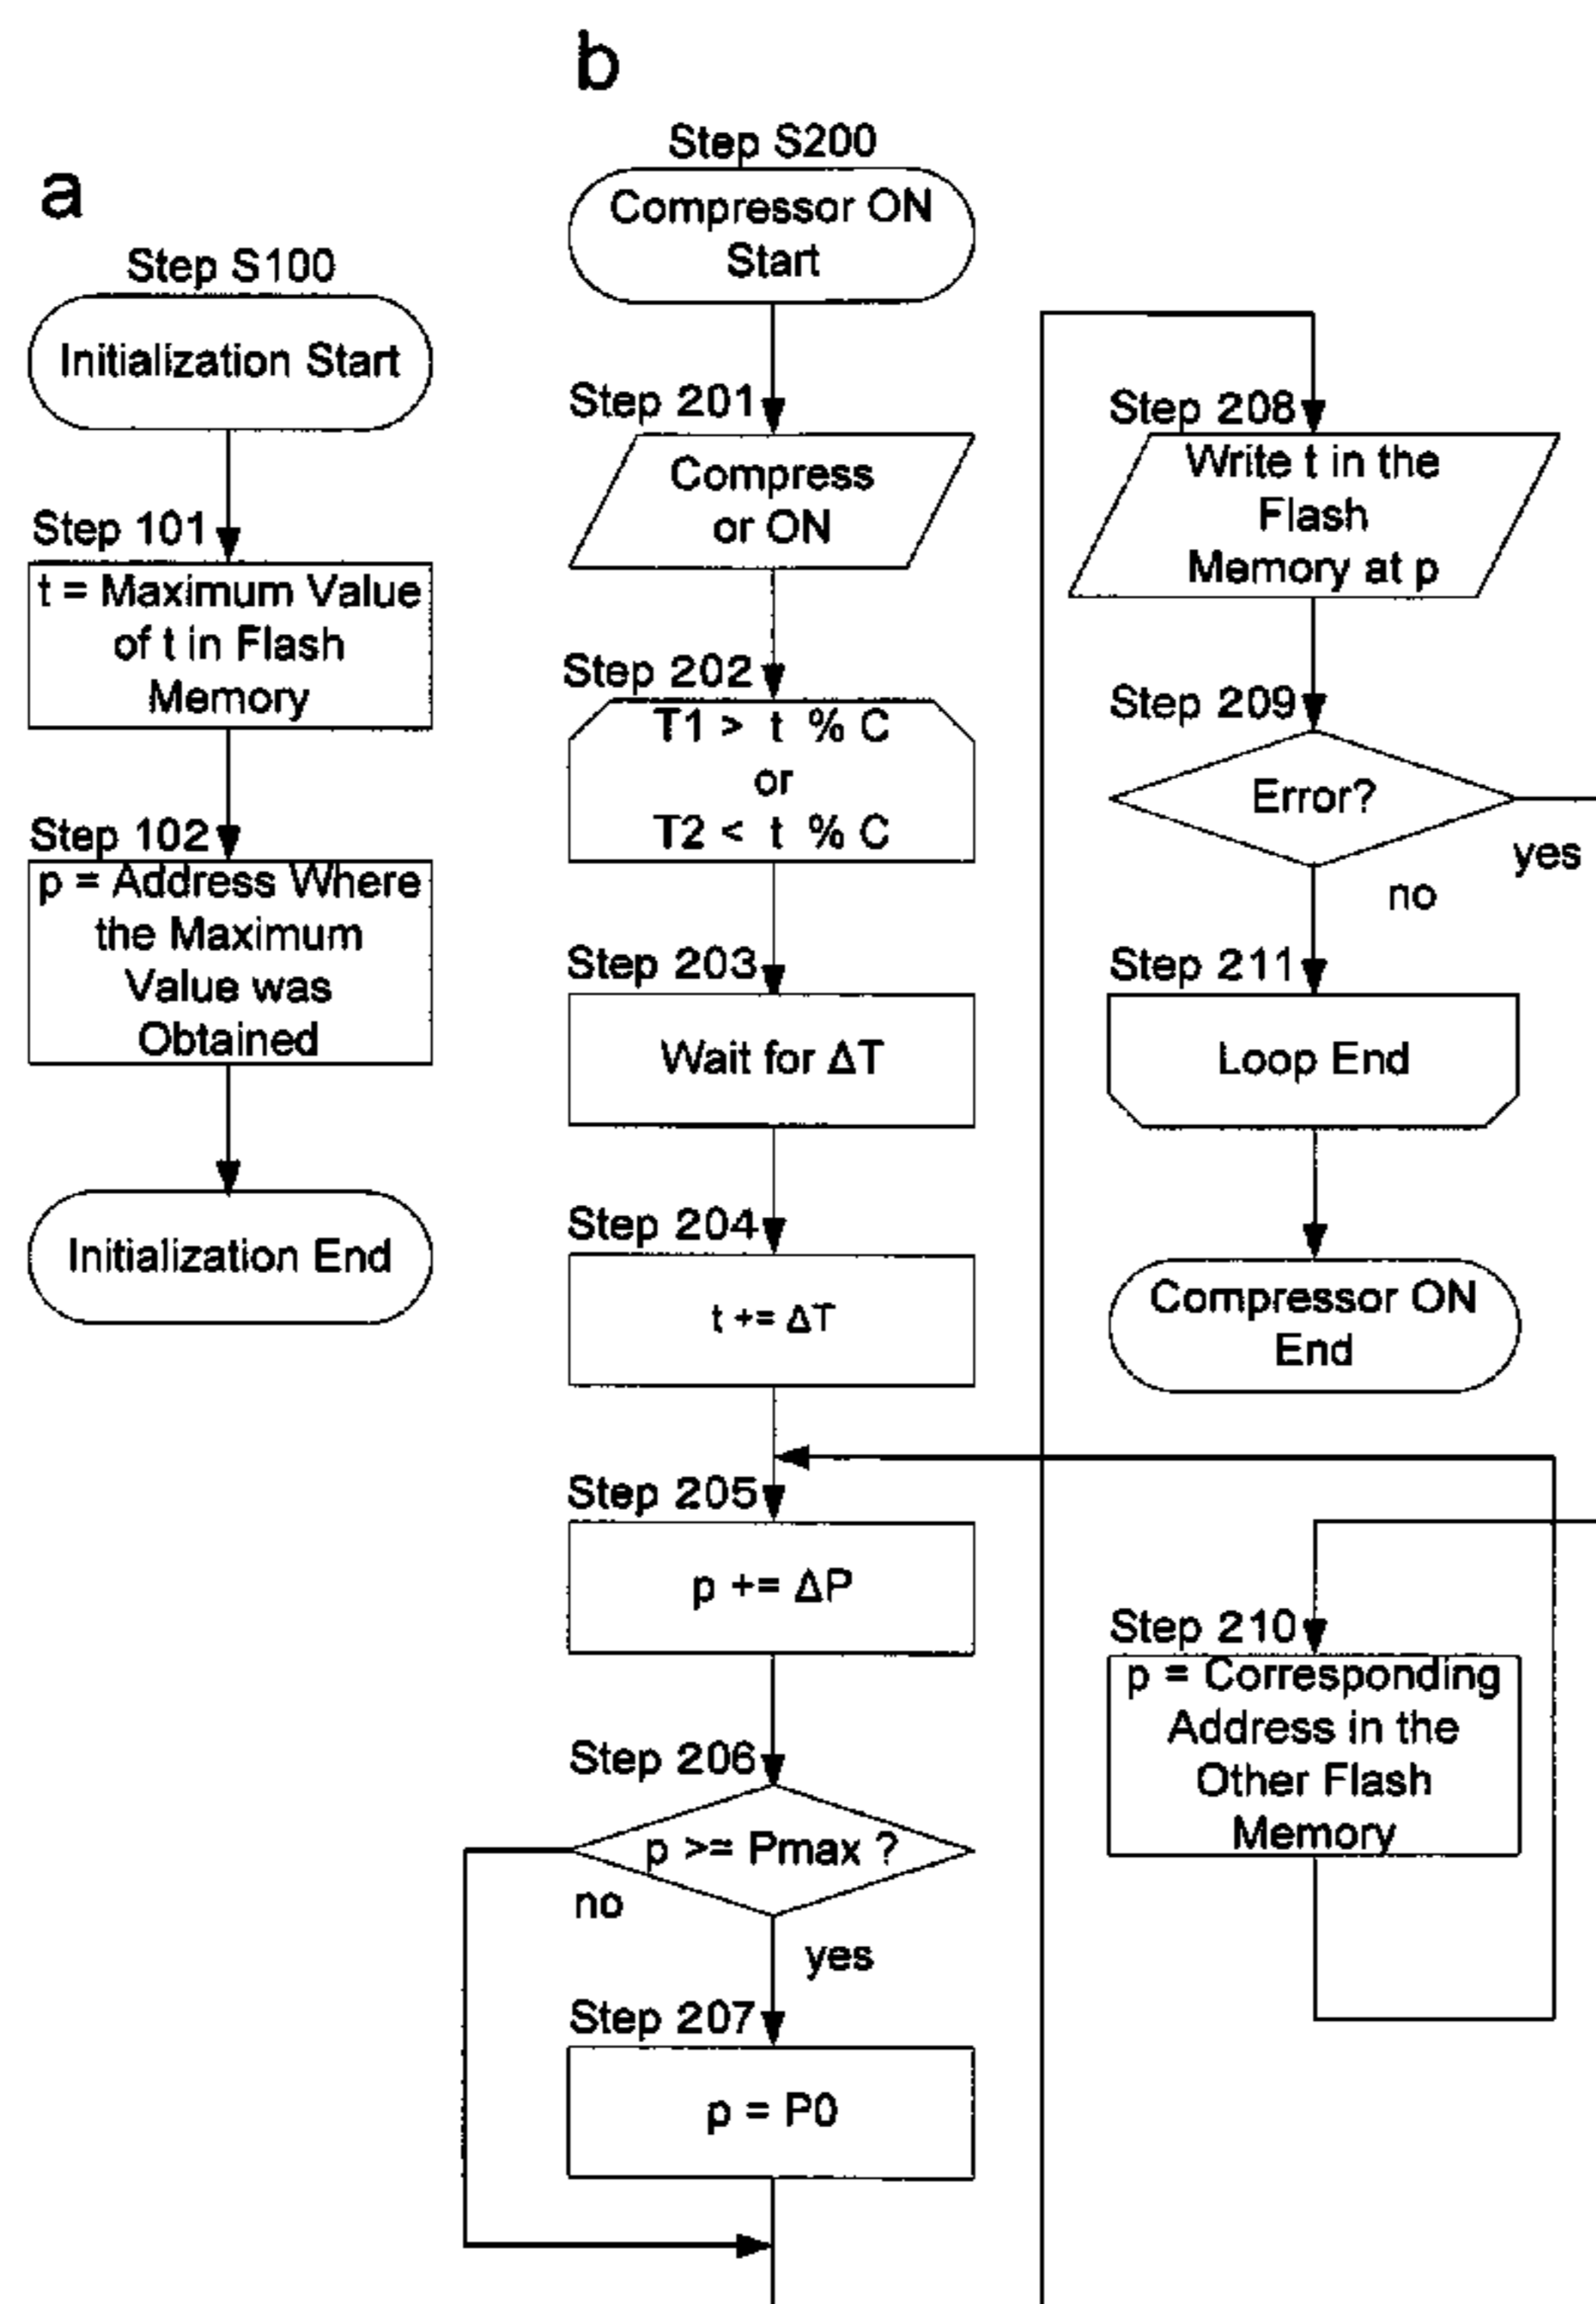 a
Step S100
Initialization Start
Step 101
t = Maximum Value
of t in Flash
Memory
Step 102
p = Address Where
the Maximum
Value was
Obtained
Initialization End
b
Step S200
Compressor ON
Start
Step 201
Compress
or ON
Step 202
T1 > t % C
or
T2 < t % C
Step 203
Wait for ΔT
Step 204
t += ΔT
Step 205
p += ΔP
Step 206
p >= Pmax ?
no
yes
Step 207
p = P0
Step 208
Write t in the
Flash
Memory at p
Step 209
Error?
yes
no
Step 211
Loop End
Compressor ON
End
Step 210
p = Corresponding
Address in the
Other Flash
Memory